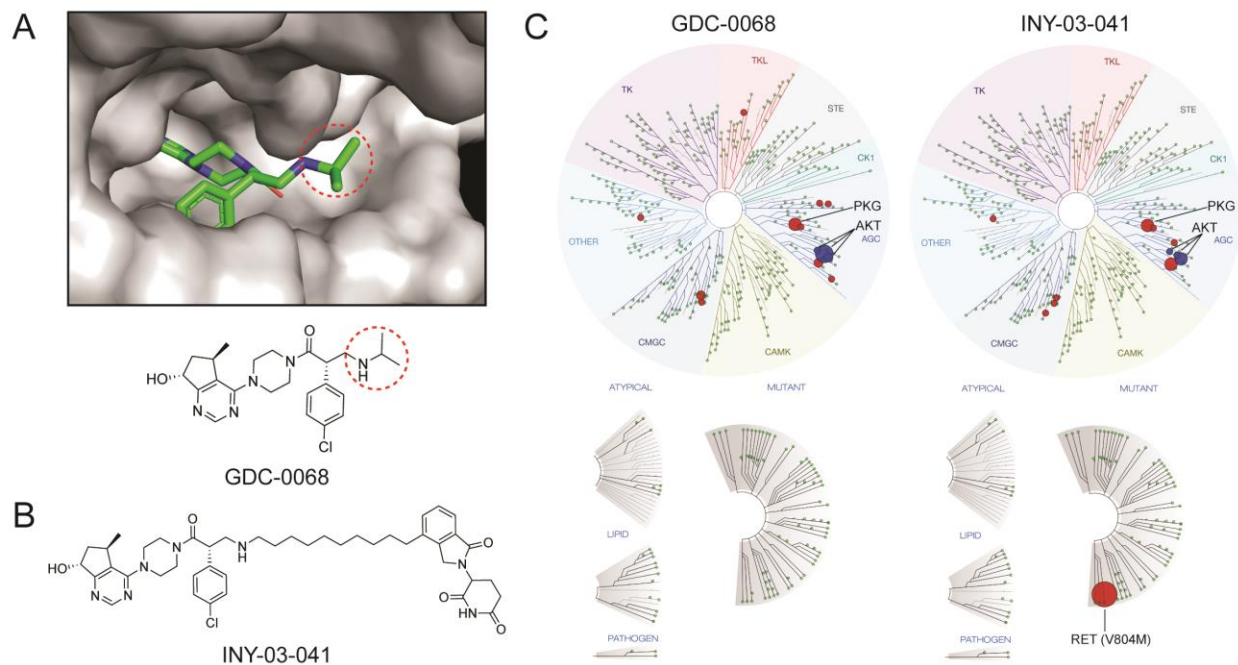 A
O
N
N
N
H
HO
N
N
Cl
GDC-0068
B
O
N
N
N
H
HO
N
N
Cl
O
N
O
NH
O
INY-03-041
C
GDC-0068
TK
TKL
STE
CK1
PKG
AKT
AGC
OTHER
CMGC
CAMK
ATYPICAL
MUTANT
LIPID
PATHOGEN
INY-03-041
TK
TKL
STE
CK1
PKG
AKT
AGC
OTHER
CMGC
CAMK
ATYPICAL
MUTANT
LIPID
PATHOGEN
RET (V804M)